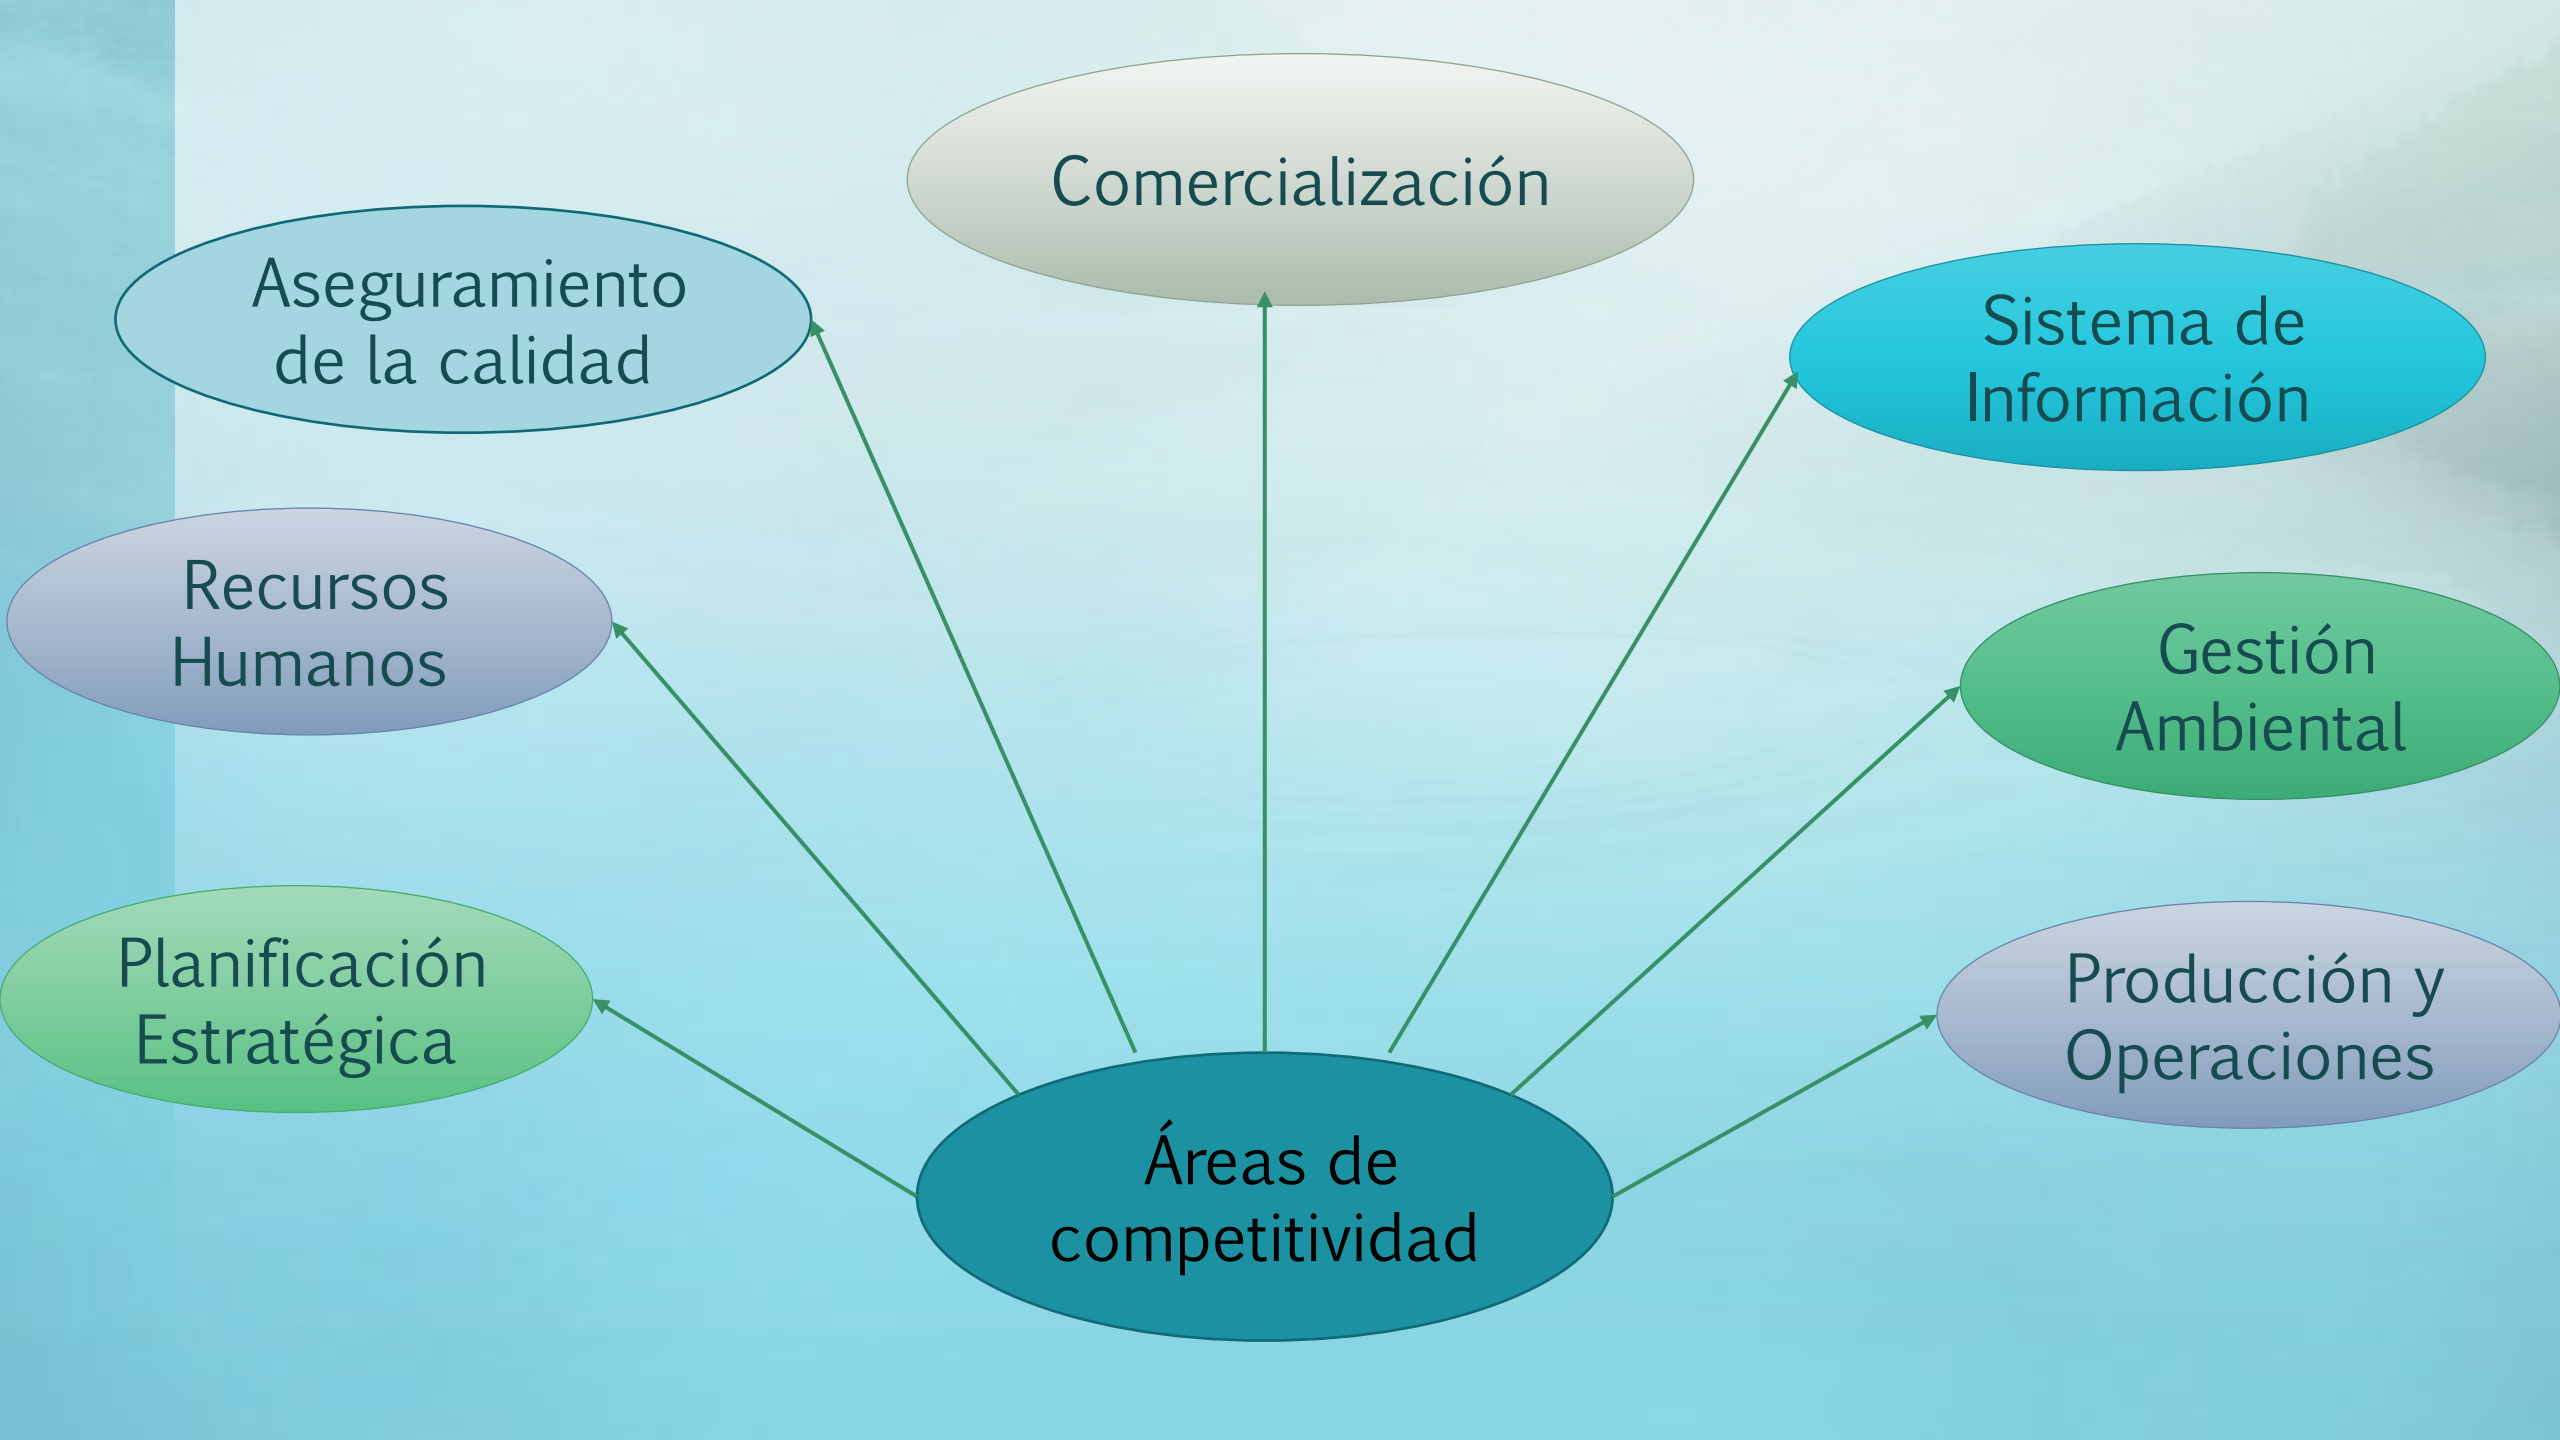 Comercialización
Aseguramiento
de la calidad
Sistema de
Información
Recursos
Humanos
Gestión
Ambiental
Planificación
Estratégica
Producción y
Operaciones
Áreas de
competitividad